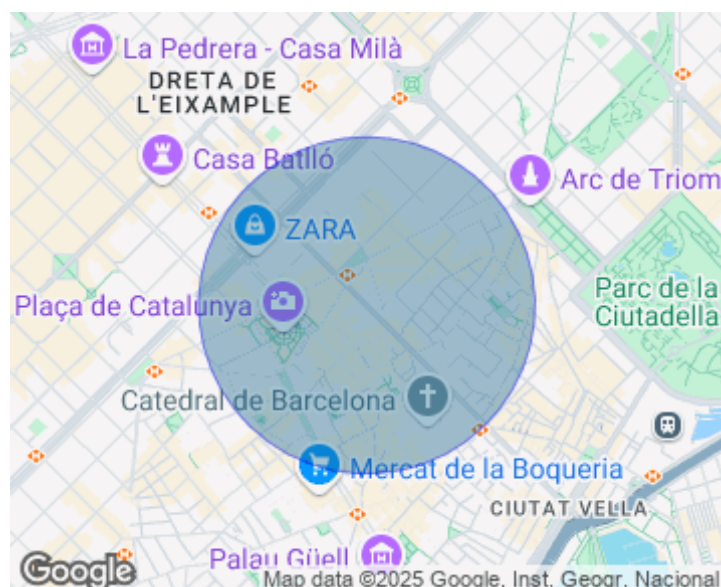 La Pedrera - Casa Milà
DRETA DE
L'EIXAMPLE
Casa Batlló
Arc de Triom
ZARA
Plaça de Catalunya
Parc de la
Ciutadella
Catedral de Barcelona
Mercat de la Boqueria
CIUTAT VELLA
Palau Güell
Google
Map data ©2025 Google, Inst. Geogr. Nacional